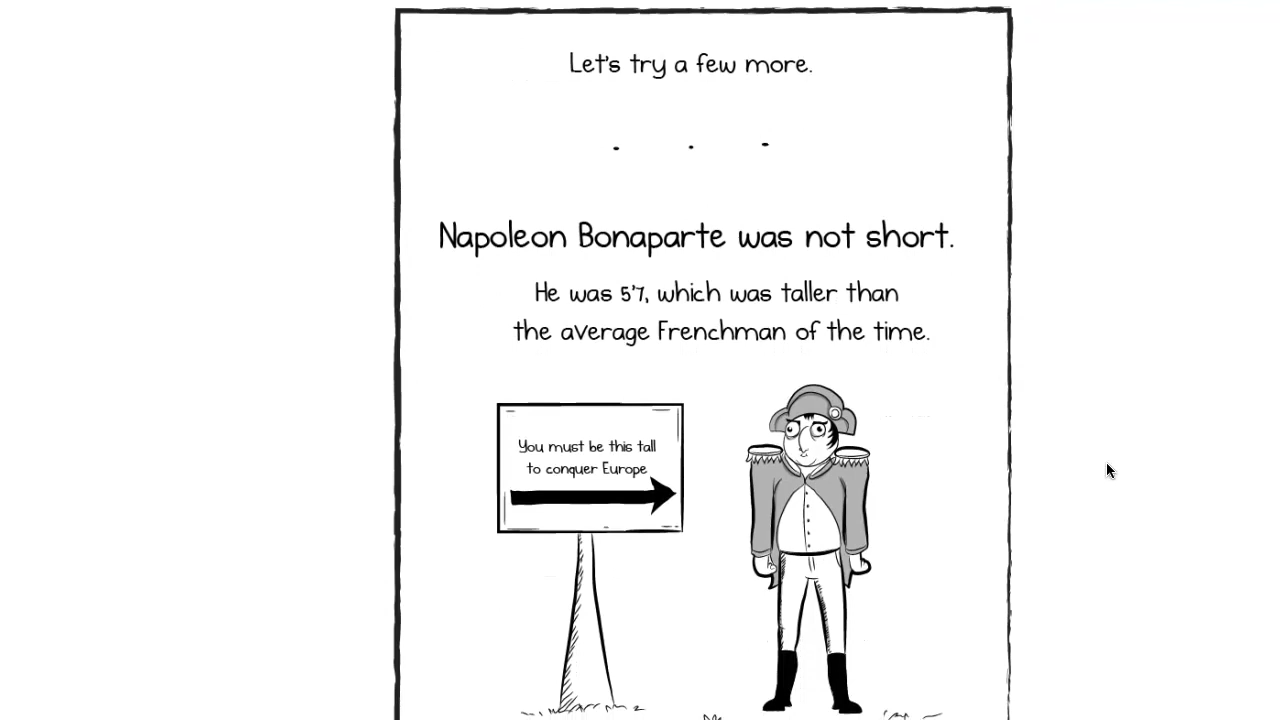 Let's try a few more.
. . .
Napoleon Bonaparte was not short.
He was 5'7, which was taller than
the average Frenchman of the time.
You must be this tall
to conquer Europe